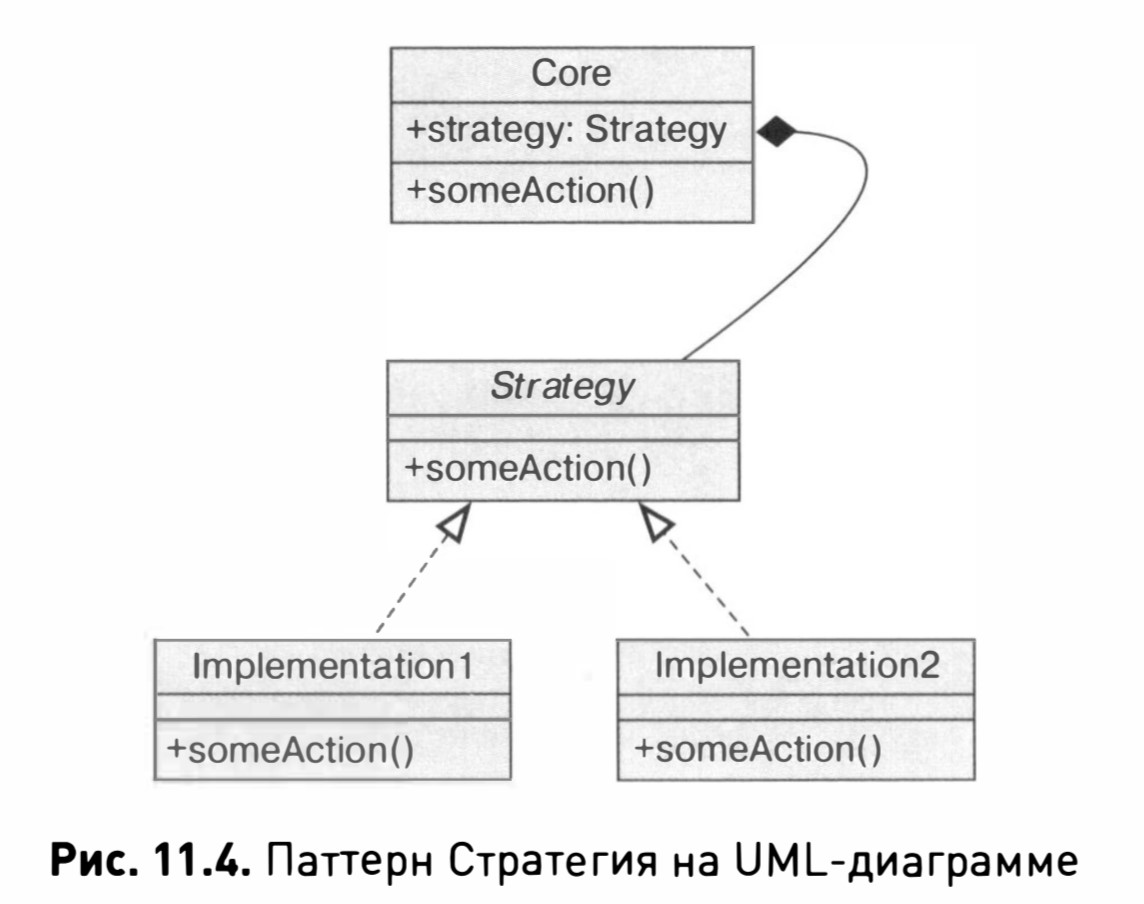 Core
+strategy: Strategy
+someAction()
Strategy
+someAction()
Implementation1
Implementation2
+someAction()
+someAction()
Рис. 11.4. Паттерн Стратегия на UML-диаграмме